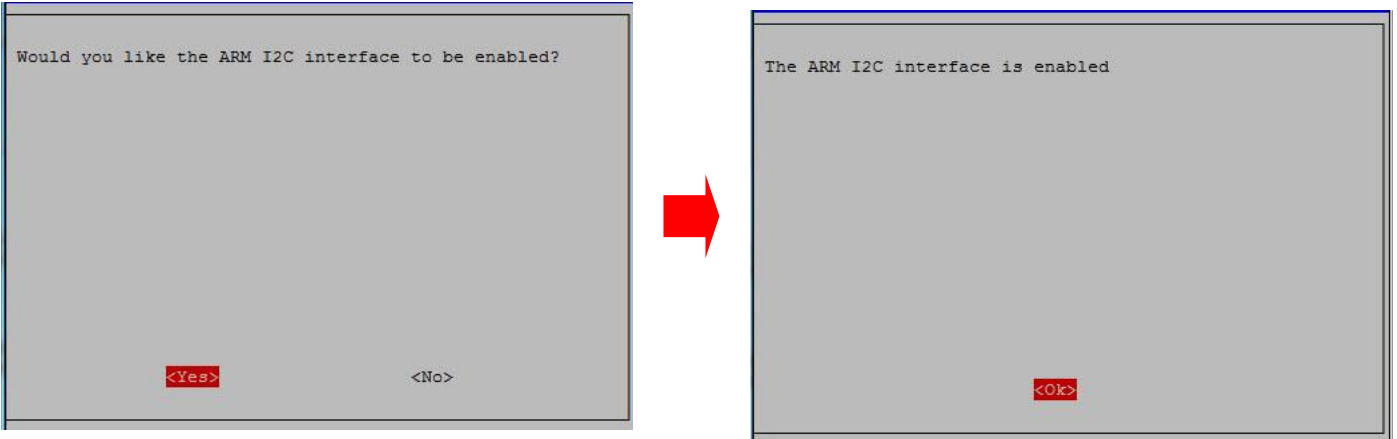 Would you like the ARM I2C interface to be enabled?
<Yes> <No>
The ARM I2C interface is enabled
<Ok>